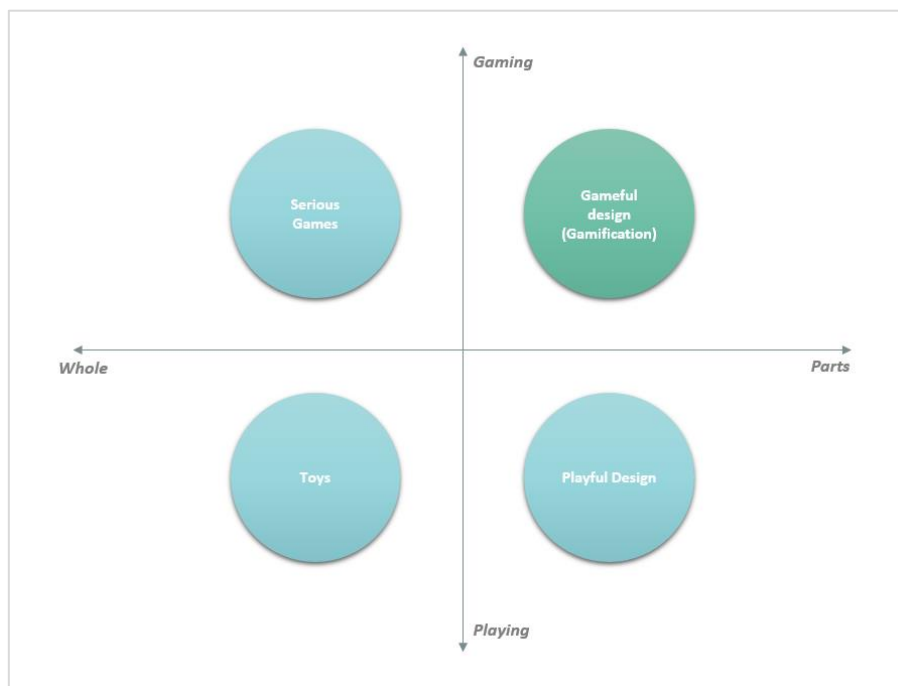 Gaming
Serious
Games
Gameful
design
(Gamification)
Whole
Parts
Toys
Playful Design
Playing